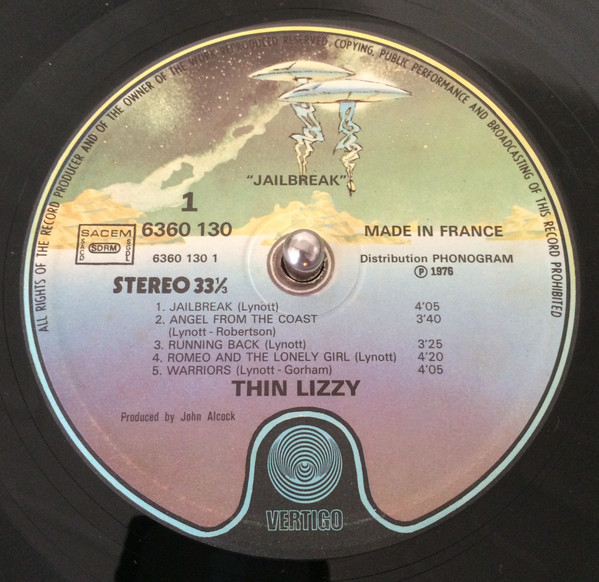 ALL RIGHTS OF THE RECORD PRODUCER AND OF THE OWNER OF THE WORK REPRODUCED RESERVED. COPYING, PUBLIC PERFORMANCE AND BROADCASTING OF THIS RECORD PROHIBITED
"JAILBREAK"
1
SACEM
SDRM
SACD
SGDL
6360 130
6360 130 1
MADE IN FRANCE
Distribution PHONOGRAM
℗ 1976
STEREO 33⅓
1. JAILBREAK (Lynott) 4'05
2. ANGEL FROM THE COAST 3'40
(Lynott - Robertson)
3. RUNNING BACK (Lynott) 3'25
4. ROMEO AND THE LONELY GIRL (Lynott) 4'20
5. WARRIORS (Lynott - Gorham) 4'05
THIN LIZZY
Produced by John Alcock
VERTIGO